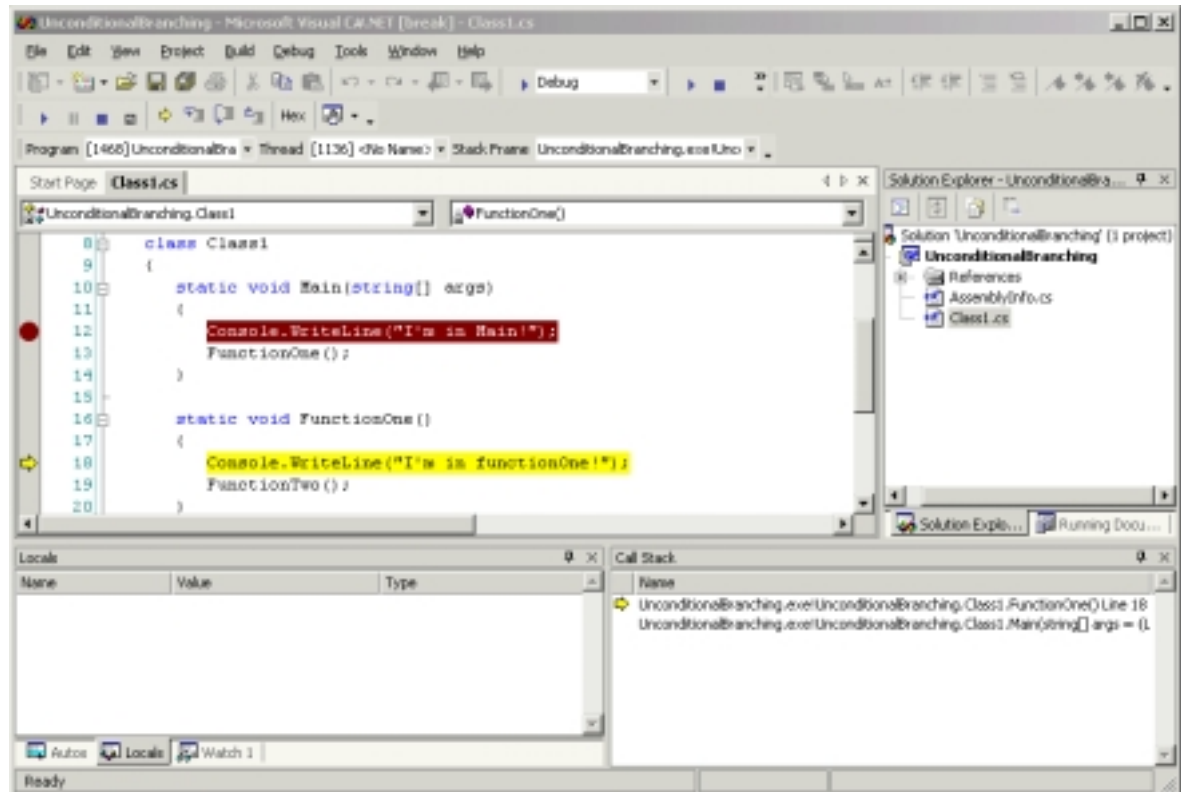 UnconditionalBranching - Microsoft Visual C#.NET [break] - Class1.cs
File Edit View Project Build Debug Tools Window Help
Debug
Hex
Program [1468] UnconditionalBra Thread [1136] <No Name> Stack Frame UnconditionalBranching.exe!Unco
Start Page Class1.cs
UnconditionalBranching.Class1 FunctionOne()
8 class Class1
9 {
10 static void Main(string[] args)
11 {
12 Console.WriteLine("I'm in Main!");
13 FunctionOne();
14 }
15
16 static void FunctionOne()
17 {
18 Console.WriteLine("I'm in functionOne!");
19 FunctionTwo();
20 }
Solution Explorer - UnconditionalBra...
Solution 'UnconditionalBranching' (1 project)
UnconditionalBranching
References
AssemblyInfo.cs
Class1.cs
Solution Explo... Running Docu...
Locals
Name Value Type
Autos Locals Watch 1
Call Stack
Name
UnconditionalBranching.exe!UnconditionalBranching.Class1.FunctionOne() Line 18
UnconditionalBranching.exe!UnconditionalBranching.Class1.Main(string[] args =
Ready